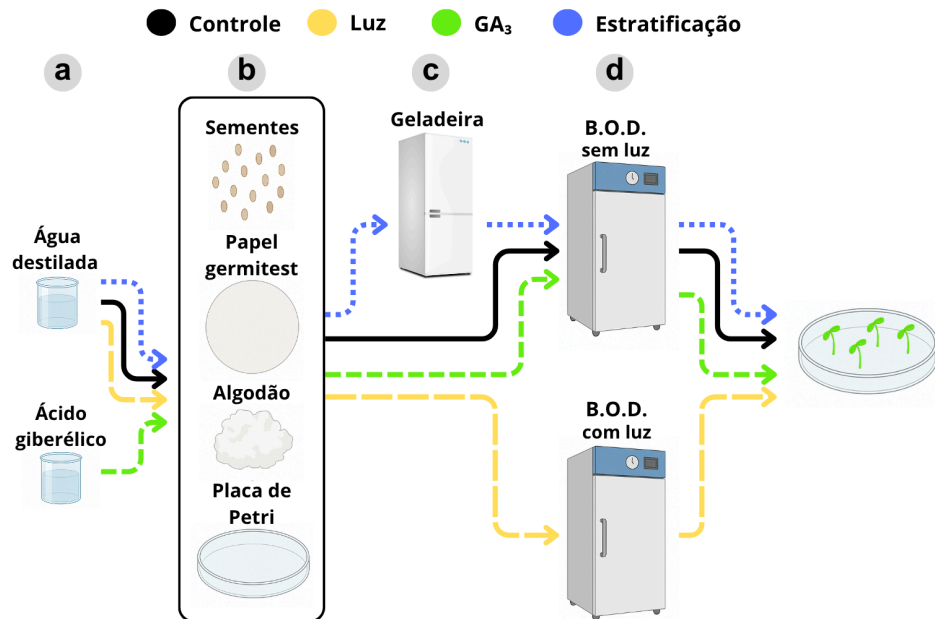 Controle
Luz
GA₃
Estratificação
a
b
c
d
Água
destilada
Ácido
giberélico
Sementes
Papel
germitest
Algodão
Placa de
Petri
Geladeira
B.O.D.
sem luz
B.O.D.
com luz